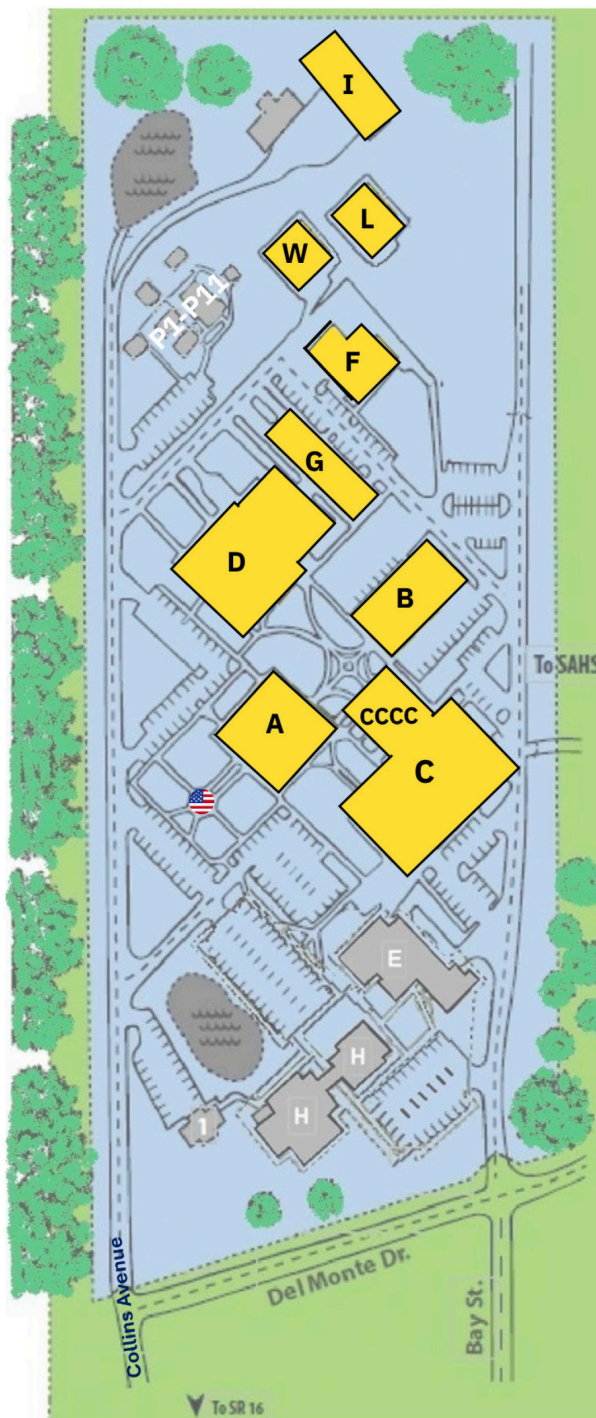 I
L
W
P1-P11
F
G
D
B
To SAHS
CCCC
A
C
E
H
H
1
Del Monte Dr.
Collins Avenue
Bay St.
To SR 16